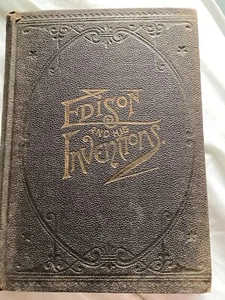 EDISON
AND HIS
INVENTIONS.